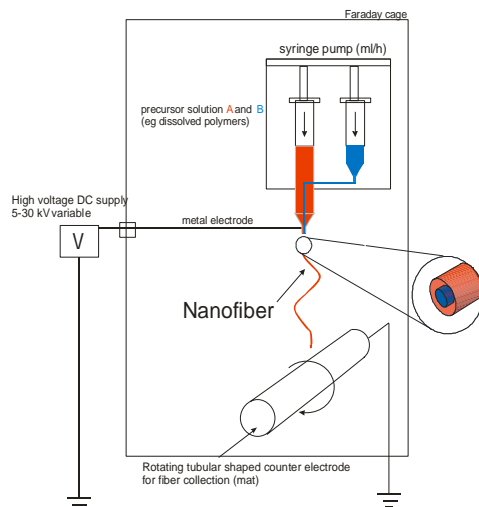 Faraday cage
syringe pump (ml/h)
precursor solution A and B
(eg dissolved polymers)
High voltage DC supply
5-30 kV variable
metal electrode
V
Nanofiber
Rotating tubular shaped counter electrode
for fiber collection (mat)